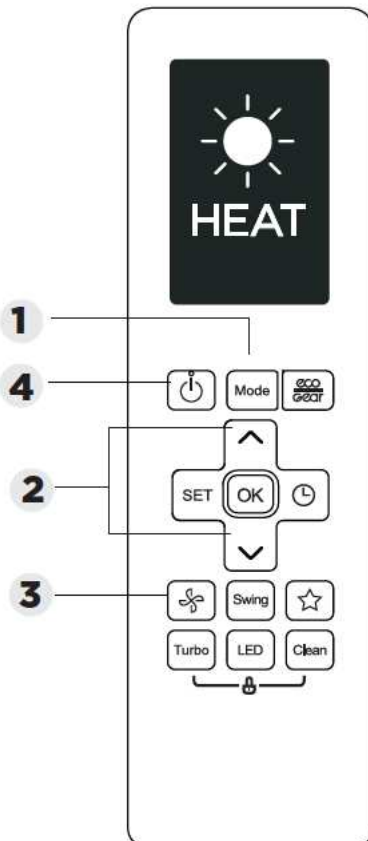 HEAT
1
4
Mode
eco
Gear
2
SET
OK
3
Swing
Turbo
LED
Clean